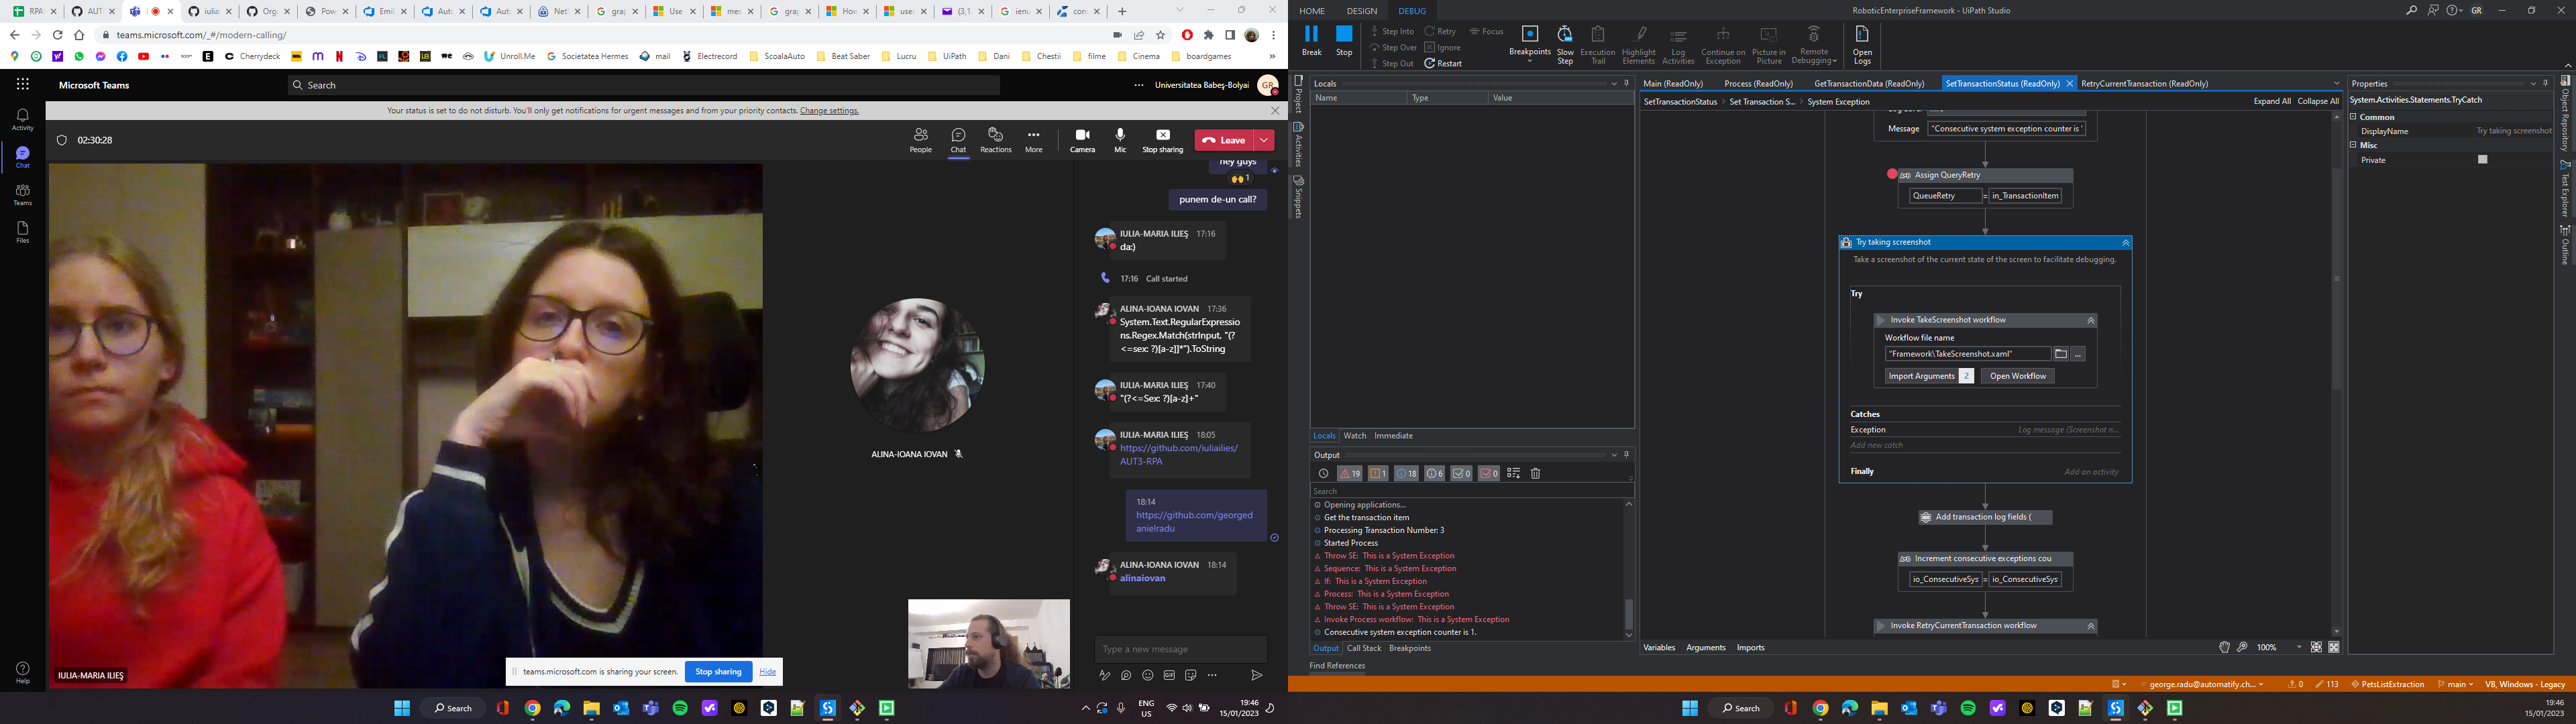 RPA
AUT
iulia
Org
Pow
Emil
Auto
Auto
Net
grap
Use
mes
grap
How
user
(3,1
ienu
com
teams.microsoft.com/_#/modern-calling/
Cherrydeck
Unroll.Me
Societatea Hermes
mail
Electrecord
ScoalaAuto
Beat Saber
Lucru
UiPath
Dani
Chestii
filme
Cinema
boardgames
Microsoft Teams
Search
Universitatea Babeş-Bolyai
GR
Your status is set to do not disturb. You'll only get notifications for urgent messages and from your priority contacts. Change settings.
Activity
Chat
Teams
Files
Help
02:30:28
People
Chat
Reactions
More
Camera
Mic
Stop sharing
Leave
IULIA-MARIA ILIEŞ
ALINA-IOANA IOVAN
hey guys
1
punem de-un call?
IULIA-MARIA ILIEŞ 17:16
da:)
17:16 Call started
ALINA-IOANA IOVAN 17:36
System.Text.RegularExpressio
ns.Regex.Match(strInput, "(?
<=sex: ?)[a-z]]*").ToString
IULIA-MARIA ILIEŞ 17:40
"(?<=Sex: ?)[a-z]+"
IULIA-MARIA ILIEŞ 18:05
https://github.com/iuliailies/
AUT3-RPA
18:14
https://github.com/george
danielradu
ALINA-IOANA IOVAN 18:14
alinaiovan
Type a new message
teams.microsoft.com is sharing your screen.
Stop sharing
Hide
Search
ENG
US
19:46
15/01/2023
HOME
DESIGN
DEBUG
RoboticEnterpriseFramework - UiPath Studio
GR
Break
Stop
Step Into
Step Over
Step Out
Retry
Ignore
Restart
Focus
Breakpoints
Slow
Step
Execution
Trail
Highlight
Elements
Log
Activities
Continue on
Exception
Picture in
Picture
Remote
Debugging
Open
Logs
Project
Activities
Snippets
Locals
Name
Type
Value
Locals
Watch
Immediate
Output
19
1
18
6
0
0
Search
Opening applications...
Get the transaction item
Processing Transaction Number: 3
Started Process
Throw SE: This is a System Exception
Sequence: This is a System Exception
If: This is a System Exception
Process: This is a System Exception
Throw SE: This is a System Exception
Invoke Process workflow: This is a System Exception
Consecutive system exception counter is 1.
Output
Call Stack
Breakpoints
Find References
Main (ReadOnly)
Process (ReadOnly)
GetTransactionData (ReadOnly)
SetTransactionStatus (ReadOnly)
RetryCurrentTransaction (ReadOnly)
SetTransactionStatus > Set Transaction S... > System Exception
Expand All
Collapse All
Message
"Consecutive system exception counter is "
Assign QueryRetry
QueueRetry = in_TransactionItem
Try taking screenshot
Take a screenshot of the current state of the screen to facilitate debugging.
Try
Invoke TakeScreenshot workflow
Workflow file name
"Framework\TakeScreenshot.xaml"
...
Import Arguments 2
Open Workflow
Catches
Exception
Log message (Screenshot n...
Add new catch
Finally
Add an activity
Add transaction log fields (
Increment consecutive exceptions cou
io_ConsecutiveSys = io_ConsecutiveSys
Invoke RetryCurrentTransaction workflow
Variables
Arguments
Imports
100%
Properties
System.Activities.Statements.TryCatch
Common
DisplayName
Try taking screenshot
Misc
Private
Object Repository
Test Explorer
Outline
george.radu@automatify.ch...
0
113
PetsListExtraction
main
VB, Windows - Legacy
Search
19:46
15/01/2023